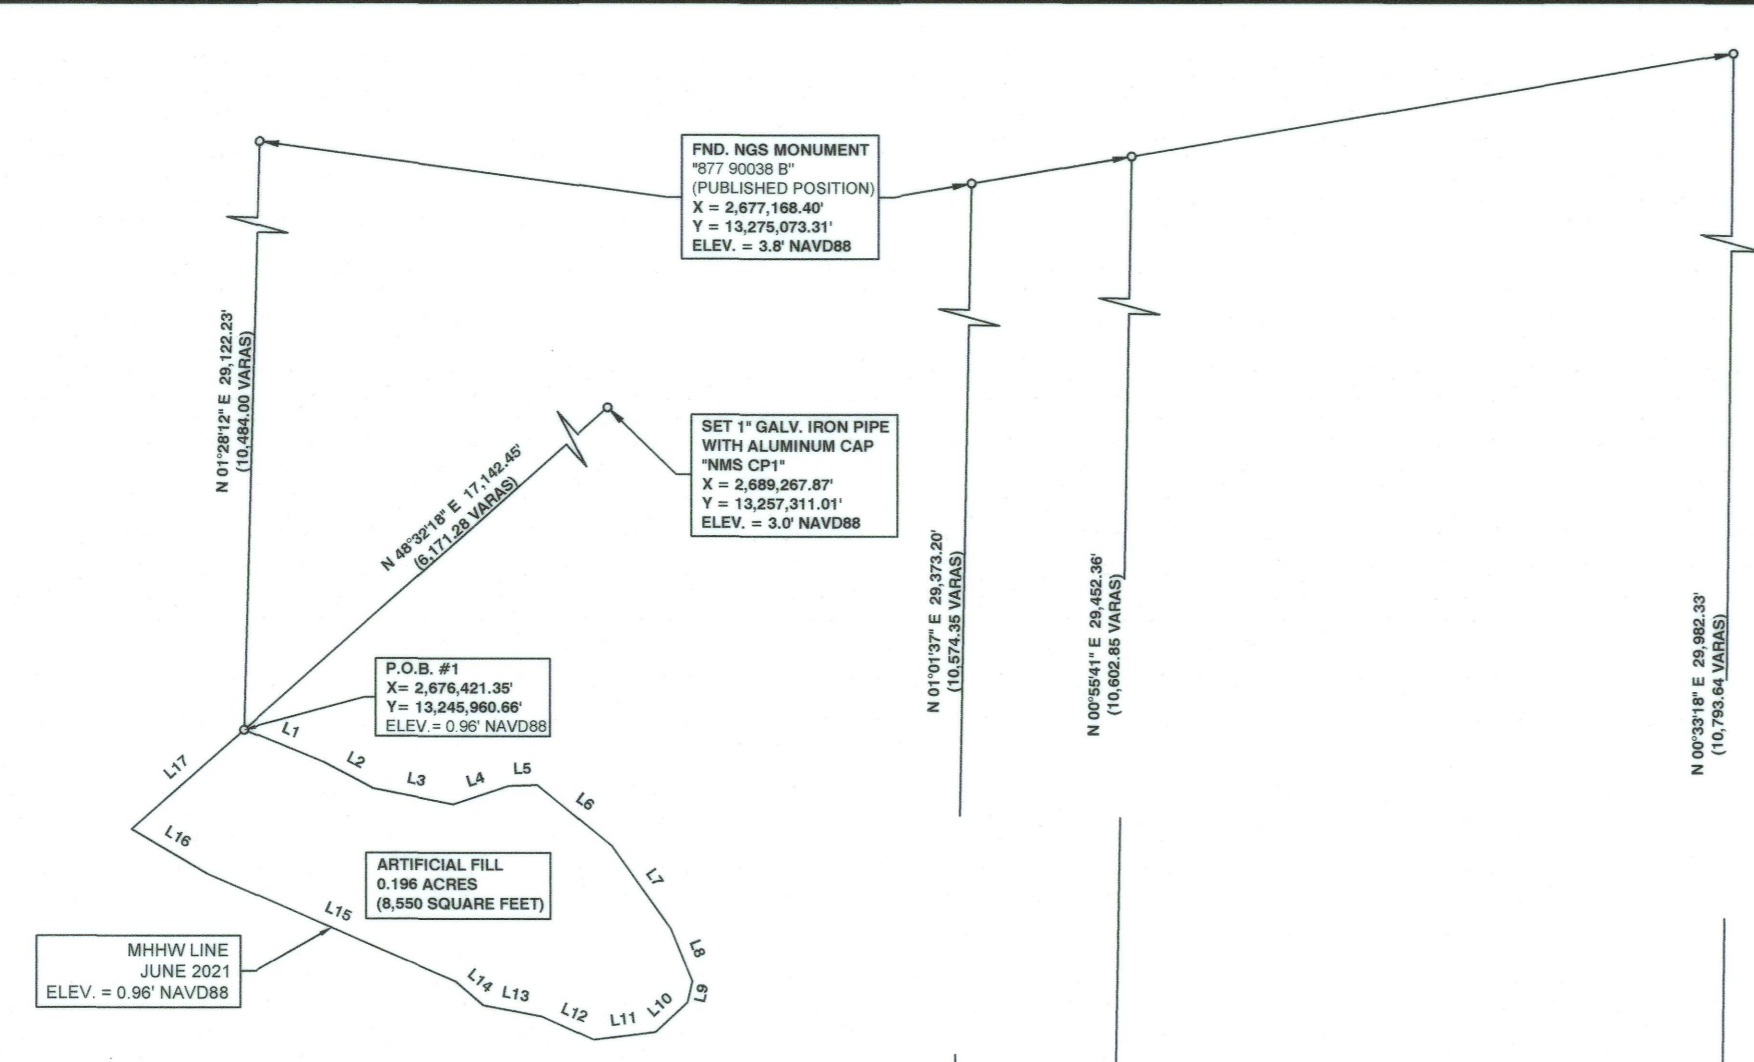 FND. NGS MONUMENT
"877 90038 B"
(PUBLISHED POSITION)
X = 2,677,168.40'
Y = 13,275,073.31'
ELEV. = 3.8' NAVD88
N 01°28'12" E 29,122.23'
(10,484.00 VARAS)
N 48°32'18" E 17,142.45'
(6,171.28 VARAS)
SET 1" GALV. IRON PIPE
WITH ALUMINUM CAP
"NMS CP1"
X = 2,689,267.87'
Y = 13,257,311.01'
ELEV. = 3.0' NAVD88
N 01°01'37" E 29,373.20'
(10,574.35 VARAS)
N 00°55'41" E 29,452.36'
(10,602.85 VARAS)
N 00°33'18" E 29,982.33'
(10,793.64 VARAS)
P.O.B. #1
X= 2,676,421.35'
Y= 13,245,960.66'
ELEV.= 0.96' NAVD88
L1
L2
L3
L4
L5
L6
L7
L8
L9
L10
L11
L12
L13
L14
L15
L16
L17
ARTIFICIAL FILL
0.196 ACRES
(8,550 SQUARE FEET)
MHHW LINE
JUNE 2021
ELEV. = 0.96' NAVD88